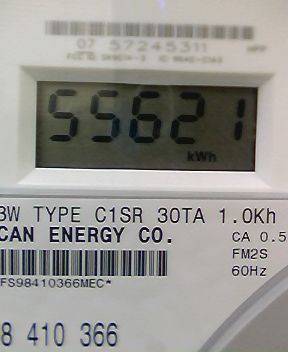 07 57245311
55621
kWh
3W TYPE C1SR 30TA 1.0Kh
CAN ENERGY CO.
CA 0.5
FM2S
60Hz
FS98410366MEC*
8 410 366